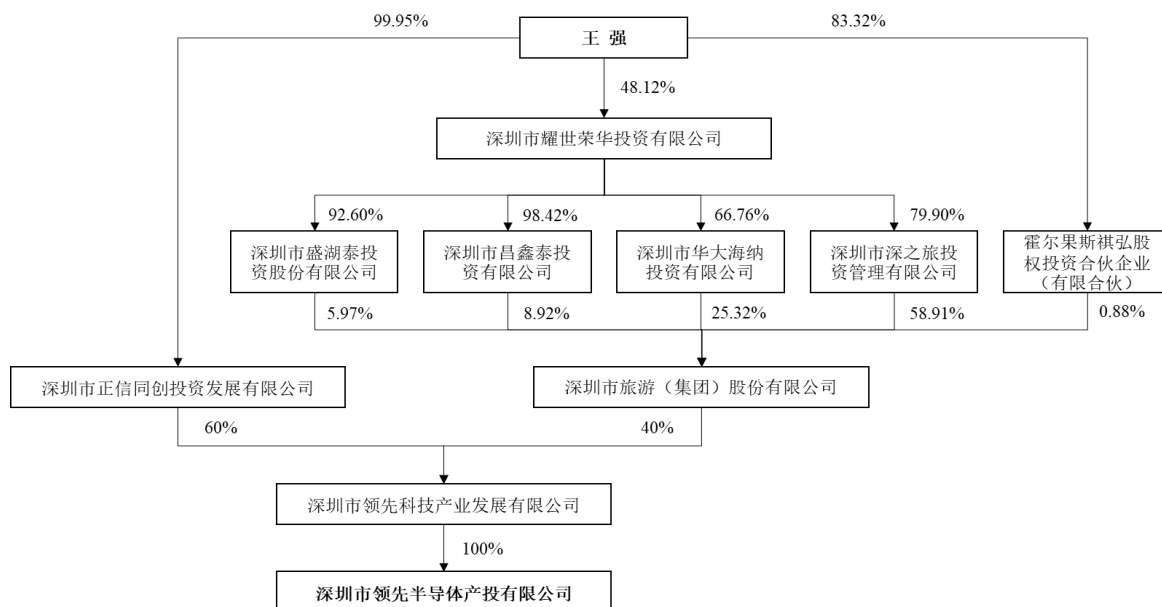 99.95%
83.32%
王 强
48.12%
深圳市耀世荣华投资有限公司
92.60%
98.42%
66.76%
79.90%
深圳市盛湖泰投
资股份有限公司
深圳市昌鑫泰投
资有限公司
深圳市华大海纳
投资有限公司
深圳市深之旅投
资管理有限公司
霍尔果斯祺弘股
权投资合伙企业
（有限合伙）
5.97%
8.92%
25.32%
58.91%
0.88%
深圳市正信同创投资发展有限公司
深圳市旅游（集团）股份有限公司
60%
40%
深圳市领先科技产业发展有限公司
100%
深圳市领先半导体产投有限公司